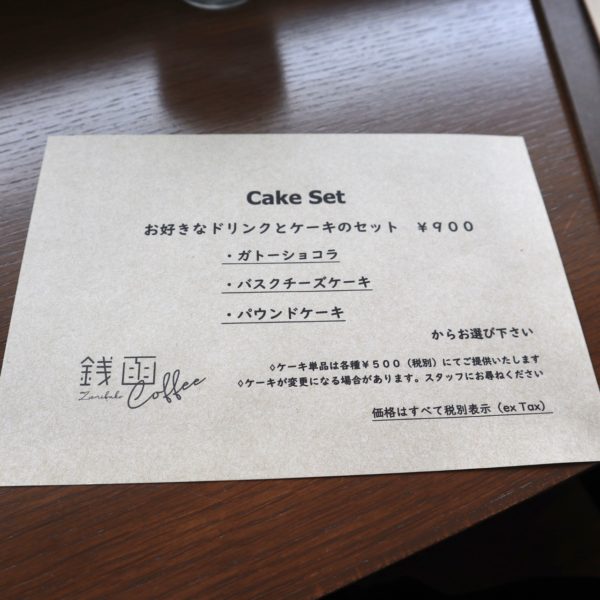 Cake Set
お好きなドリンクとケーキのセット ￥９００
・ガトーショコラ
・バスクチーズケーキ
・パウンドケーキ
からお選び下さい
◊ケーキ単品は各種￥５００（税別）にてご提供いたします
◊ケーキが変更になる場合があります。スタッフにお尋ねください
銭函
Zenibako Coffee
価格はすべて税別表示（ex Tax）